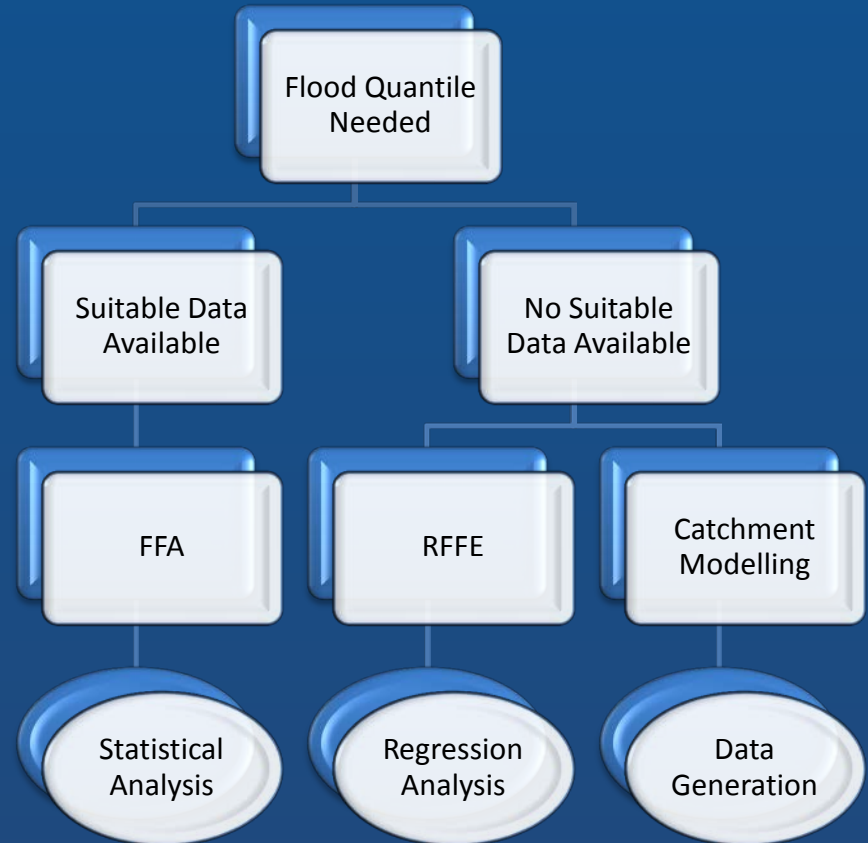 Flood Quantile
Needed
Suitable Data
Available
No Suitable
Data Available
FFA
RFFE
Catchment
Modelling
Statistical
Analysis
Regression
Analysis
Data
Generation